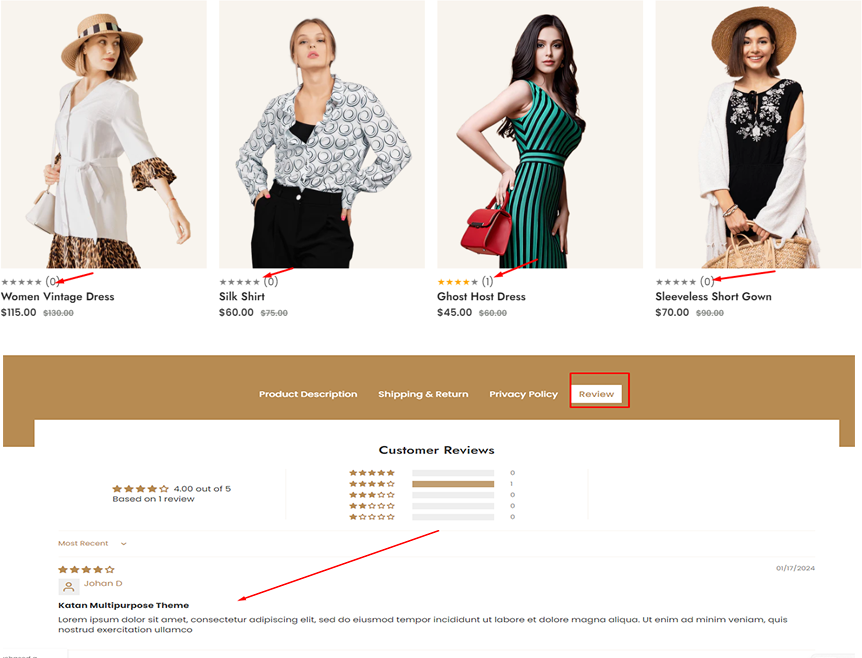 ★★★★★ (0)
Women Vintage Dress
$115.00 $130.00
★★★★★ (0)
Silk Shirt
$60.00 $75.00
★★★★★ (1)
Ghost Host Dress
$45.00 $60.00
★★★★★ (0)
Sleeveless Short Gown
$70.00 $90.00
Product Description Shipping & Return Privacy Policy Review
Customer Reviews
★★★★☆ 4.00 out of 5
Based on 1 review
★★★★★ 0
★★★★☆ 1
★★★☆☆ 0
★★☆☆☆ 0
★☆☆☆☆ 0
Most Recent
★★★★☆ 01/17/2024
Johan D
Katan Multipurpose Theme
Lorem ipsum dolor sit amet, consectetur adipiscing elit, sed do eiusmod tempor incididunt ut labore et dolore magna aliqua. Ut enim ad minim veniam, quis
nostrud exercitation ullamco